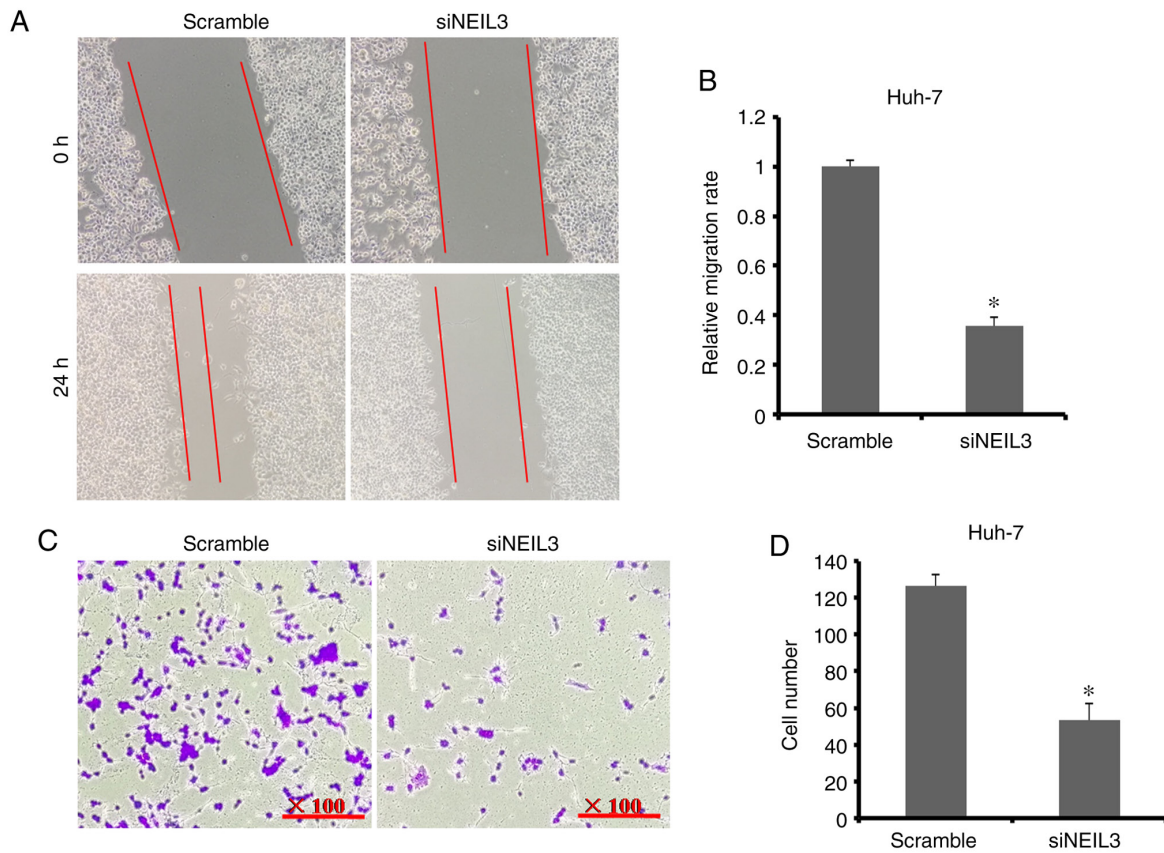 A
Scramble
siNEIL3
0 h
24 h
B
Huh-7
Relative migration rate
1.2
1
0.8
0.6
0.4
0.2
0
*
Scramble
siNEIL3
C
Scramble
siNEIL3
× 100
× 100
D
Huh-7
Cell number
140
120
100
80
60
40
20
0
*
Scramble
siNEIL3